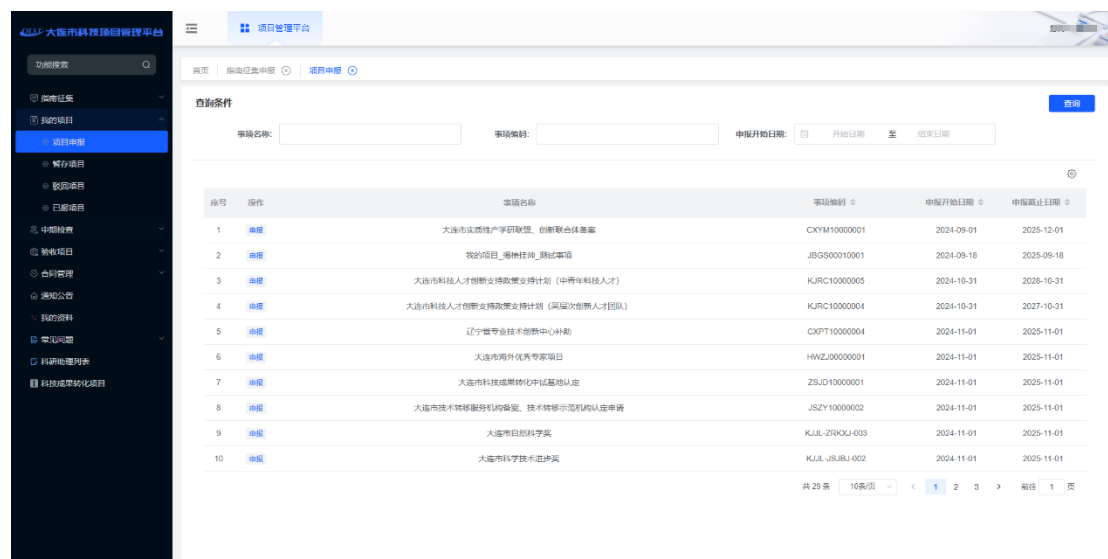 大连市科技项目管理平台
项目管理平台
功能搜索
首页 指南征集申报 项目申报
指南征集
查询条件 查询
我的项目
事项名称: 事项编码: 申报开始日期: 开始日期 至 结束日期
项目申报
暂存项目
驳回项目
已报项目
中期检查
验收项目
合同管理
通知公告
我的资料
常见问题
科研助理列表
科技成果转化项目
序号 操作 事项名称 事项编码 申报开始日期 申报截止日期
1 申报 大连市实质性产学研联盟、创新联合体备案 CXYM10000001 2024-09-01 2025-12-01
2 申报 我的项目_揭榜挂帅_测试事项 JBGS00010001 2024-09-18 2025-09-18
3 申报 大连市科技人才创新支持政策支持计划（中青年科技人才） KJRC10000005 2024-10-31 2028-10-31
4 申报 大连市科技人才创新支持政策支持计划（高层次创新人才团队） KJRC10000004 2024-10-31 2027-10-31
5 申报 辽宁省专业技术创新中心补助 CXPT10000004 2024-11-01 2025-11-01
6 申报 大连市海外优秀专家项目 HWZJ00000001 2024-11-01 2025-11-01
7 申报 大连市科技成果转化中试基地认定 ZSJD10000001 2024-11-01 2025-11-01
8 申报 大连市技术转移服务机构备案、技术转移示范机构认定申请 JSZY10000002 2024-11-01 2025-11-01
9 申报 大连市自然科学奖 KJJL-ZRKXJ-003 2024-11-01 2025-11-01
10 申报 大连市科学技术进步奖 KJJL-JSJBJ-002 2024-11-01 2025-11-01
共 29 条 10条/页 1 2 3 前往 1 页